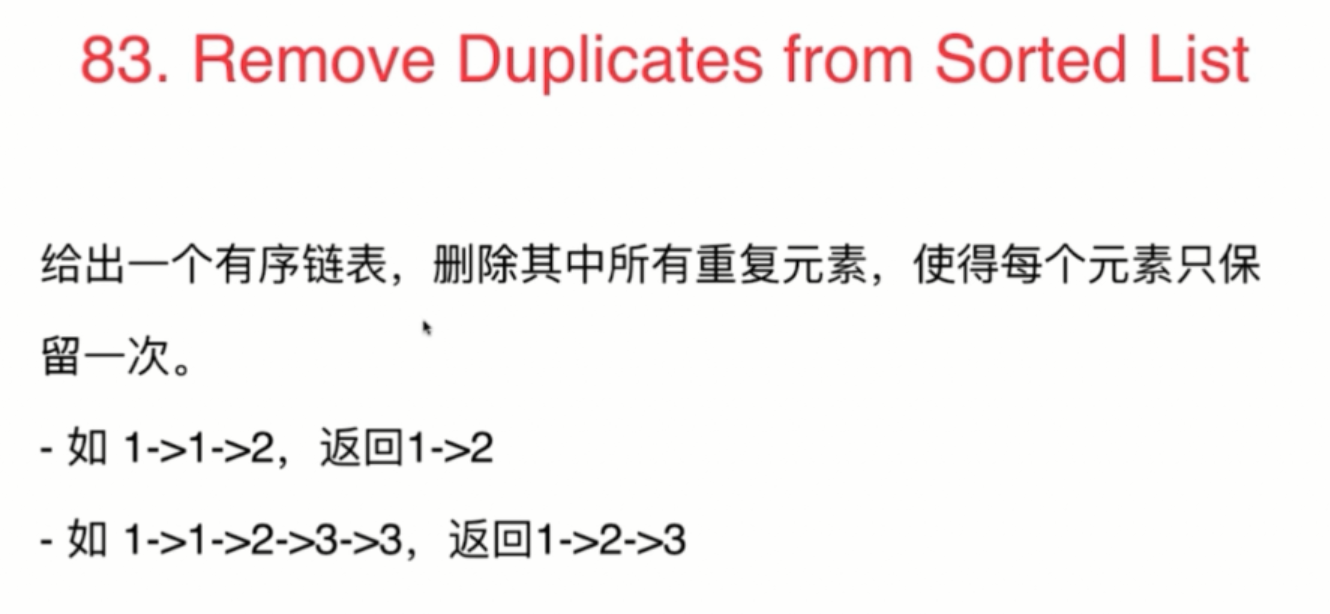 83. Remove Duplicates from Sorted List
给出一个有序链表，删除其中所有重复元素，使得每个元素只保
留一次。
- 如 1->1->2，返回1->2
- 如 1->1->2->3->3，返回1->2->3